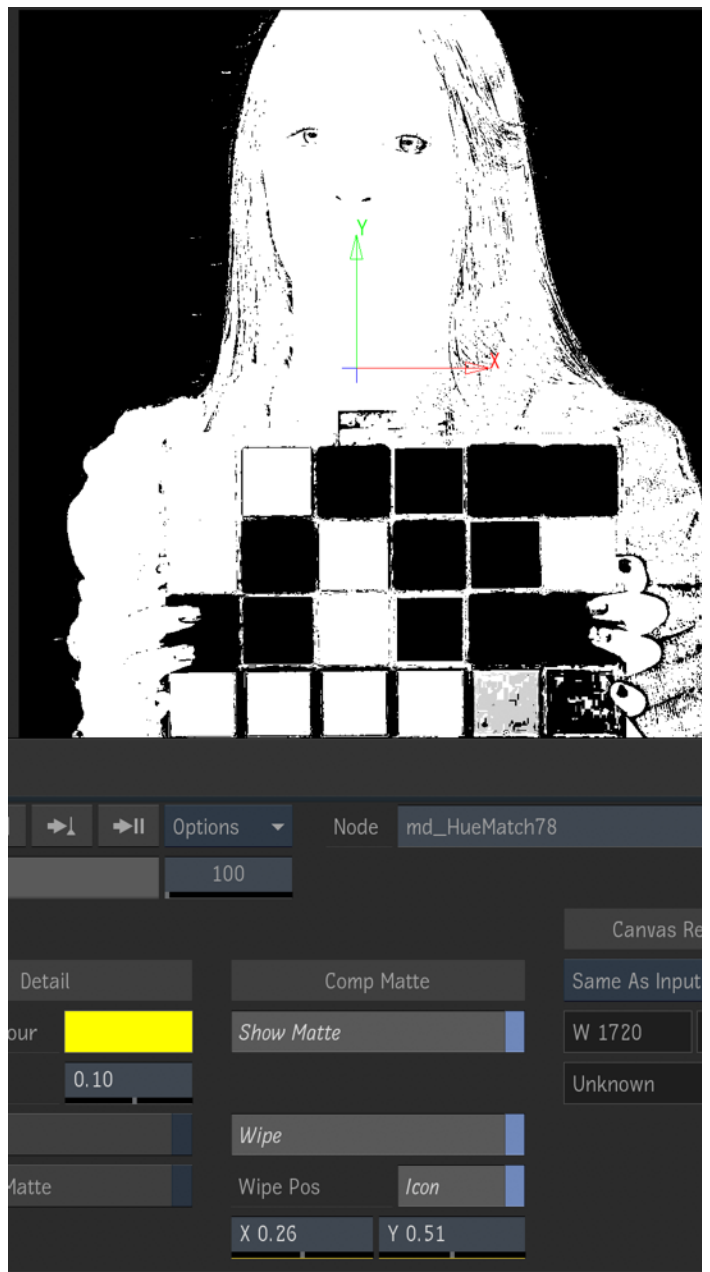 Y
X
Options
Node
md_HueMatch78
100
Canvas Re
Detail
Comp Matte
Same As Input
our
Show Matte
W 1720
0.10
Unknown
Wipe
Matte
Wipe Pos
Icon
X 0.26
Y 0.51